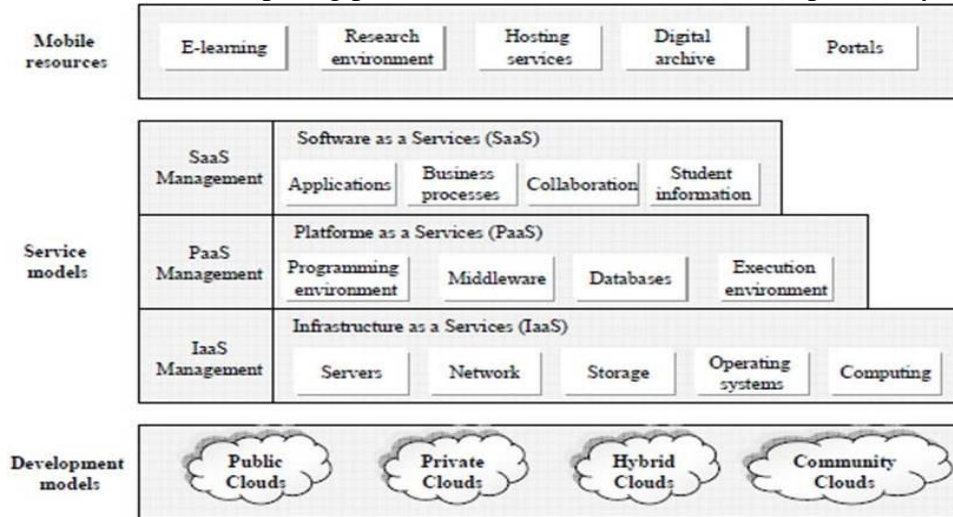 Mobile resources
E-learning
Research environment
Hosting services
Digital archive
Portals
Service models
SaaS Management
Software as a Services (SaaS)
Applications
Business processes
Collaboration
Student information
PaaS Management
Platforme as a Services (PaaS)
Programming environment
Middleware
Databases
Execution environment
IaaS Management
Infrastructure as a Services (IaaS)
Servers
Network
Storage
Operating systems
Computing
Development models
Public Clouds
Private Clouds
Hybrid Clouds
Community Clouds